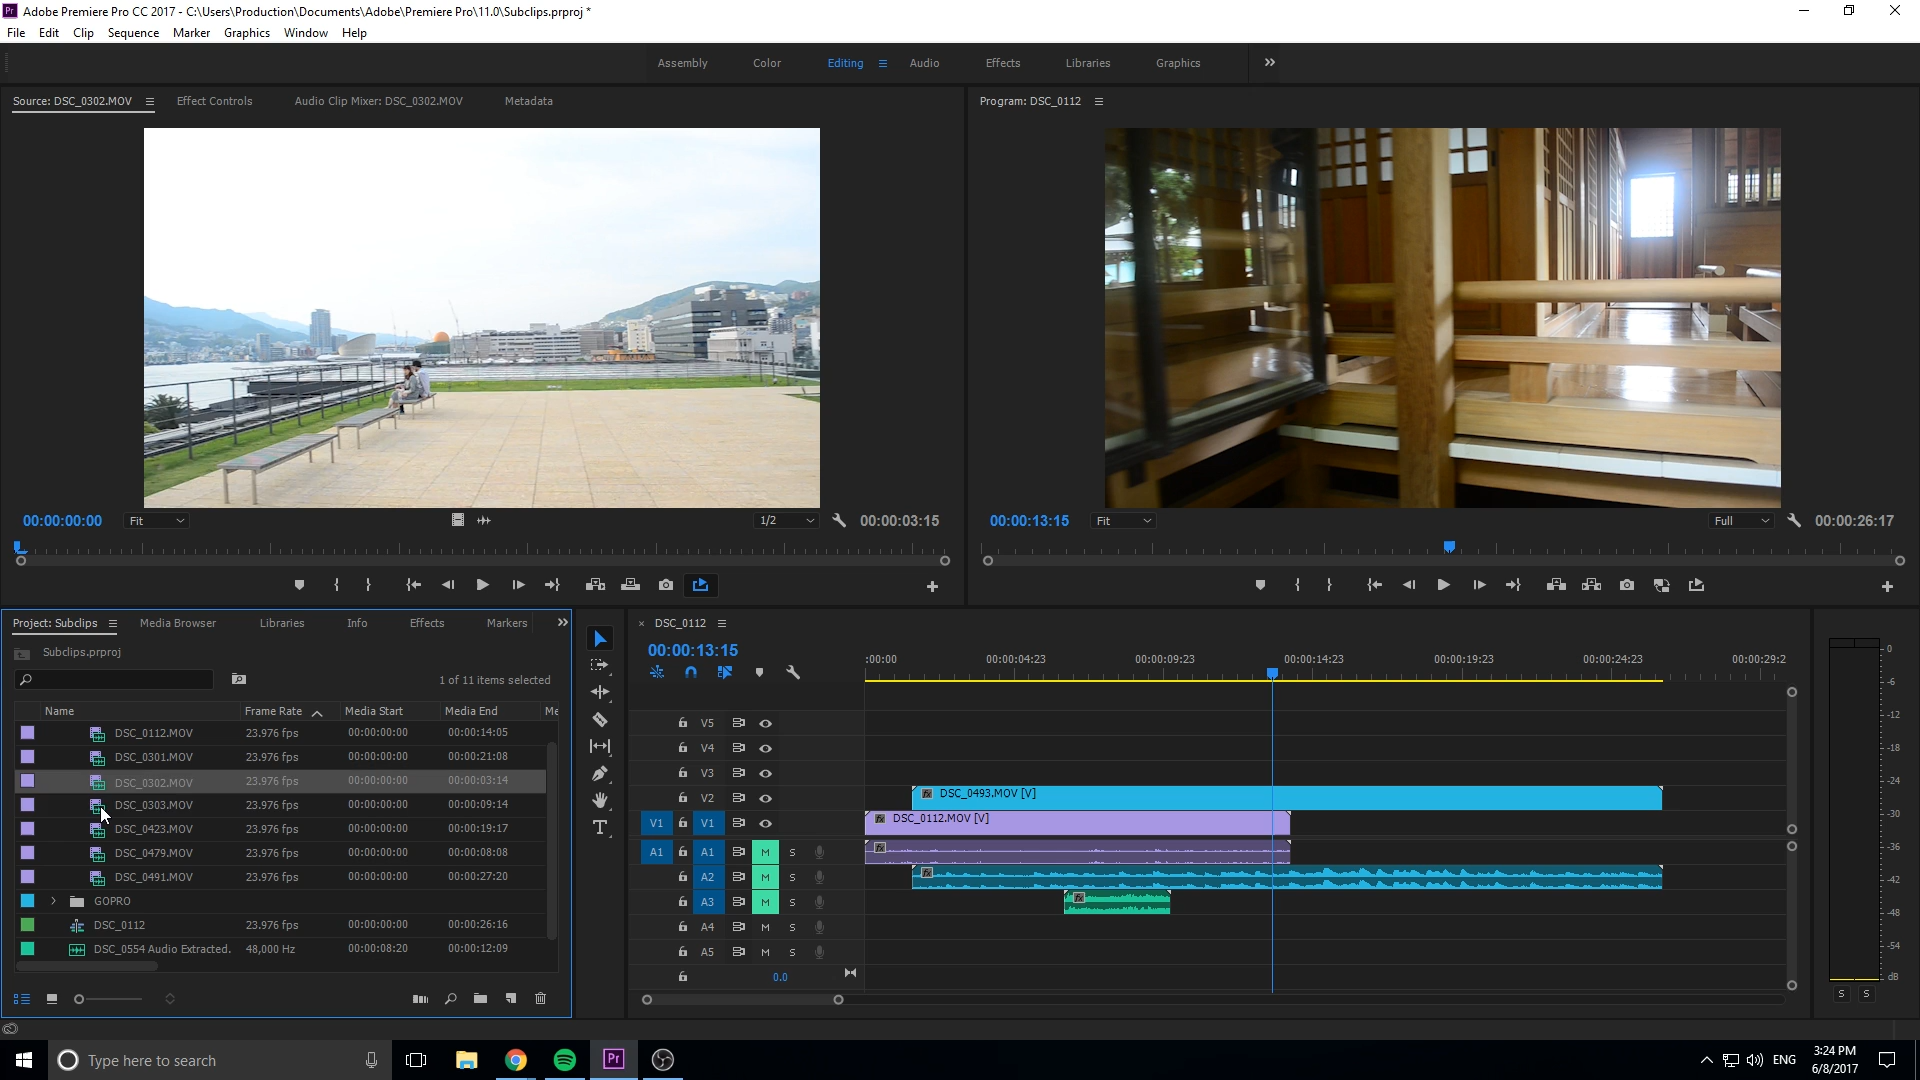 Pr Adobe Premiere Pro CC 2017 - C:\Users\Production\Documents\Adobe\Premiere Pro\11.0\Subclips.prproj *
File Edit Clip Sequence Marker Graphics Window Help
Assembly Color Editing Audio Effects Libraries Graphics
Source: DSC_0302.MOV Effect Controls Audio Clip Mixer: DSC_0302.MOV Metadata
Program: DSC_0112
00:00:00:00 Fit 1/2 00:00:03:15
00:00:13:15 Fit Full 00:00:26:17
Project: Subclips Media Browser Libraries Info Effects Markers
Subclips.prproj
1 of 11 items selected
Name Frame Rate Media Start Media End Me
DSC_0112.MOV 23.976 fps 00:00:00:00 00:00:14:05
DSC_0301.MOV 23.976 fps 00:00:00:00 00:00:21:08
DSC_0302.MOV 23.976 fps 00:00:00:00 00:00:03:14
DSC_0303.MOV 23.976 fps 00:00:00:00 00:00:09:14
DSC_0423.MOV 23.976 fps 00:00:00:00 00:00:19:17
DSC_0479.MOV 23.976 fps 00:00:00:00 00:00:08:08
DSC_0491.MOV 23.976 fps 00:00:00:00 00:00:27:20
GOPRO
DSC_0112 23.976 fps 00:00:00:00 00:00:26:16
DSC_0554 Audio Extracted. 48,000 Hz 00:00:08:20 00:00:12:09
× DSC_0112
00:00:13:15
:00:00 00:00:04:23 00:00:09:23 00:00:14:23 00:00:19:23 00:00:24:23 00:00:29:2
V5
V4
V3
V2 fx DSC_0493.MOV [V]
V1 V1 fx DSC_0112.MOV [V]
A1 A1 M S fx
A2 M S fx
A3 M S fx
A4 M S
A5 M S
0.0
0
-6
-12
-18
-24
-30
-36
-42
-48
-54
dB
S S
Type here to search
Pr
ENG
3:24 PM
6/8/2017